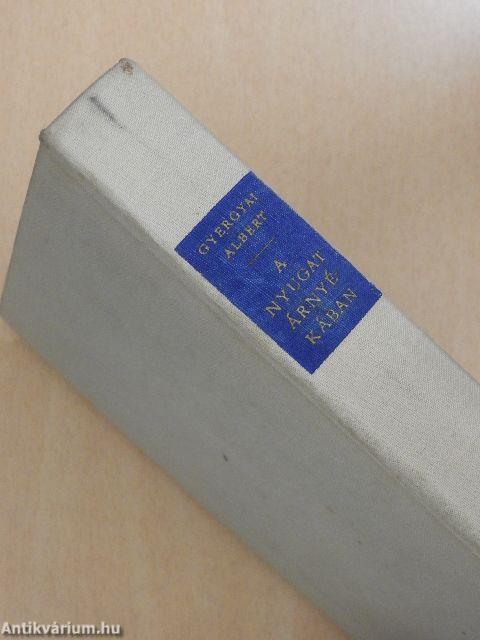 GYERGYAI
ALBERT
A
NYUGAT
ÁRNYÉ-
KÁBAN
Antikvárium.hu